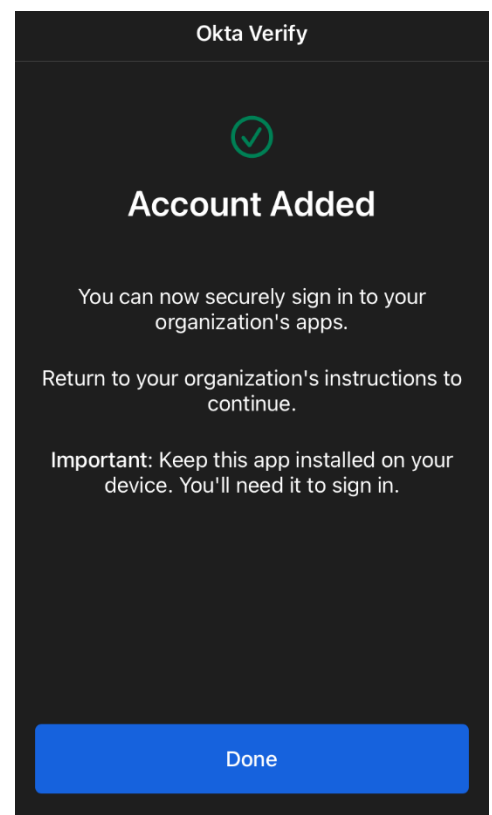 Okta Verify
Account Added
You can now securely sign in to your
organization's apps.
Return to your organization's instructions to
continue.
Important: Keep this app installed on your
device. You'll need it to sign in.
Done